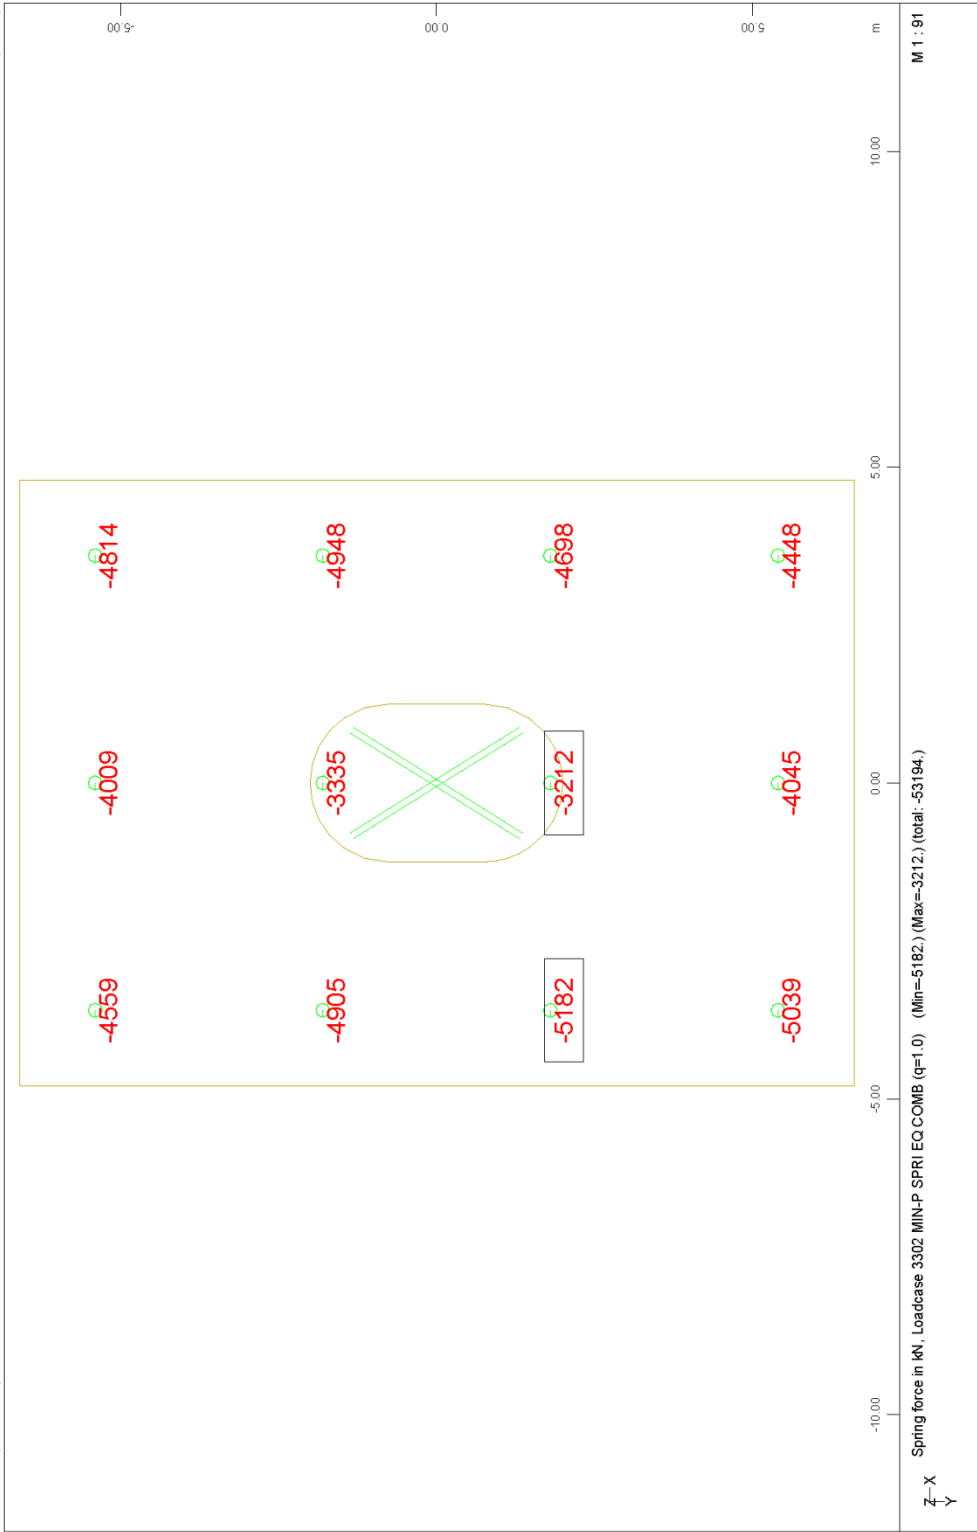 -5.00
-4559 -4009 -4814
-4905 -3335 -4948
0.00
-5182 -3212 -4698
5.00
-5039 -4045 -4448
-10.00 -5.00 0.00 5.00 10.00 m
Z X
Y
Spring force in kN, Loadcase 3302 MIN-P SPRI EQ COMB (q=1.0) (Min=-5182.) (Max=-3212.) (total: -53194.)
M 1 : 91